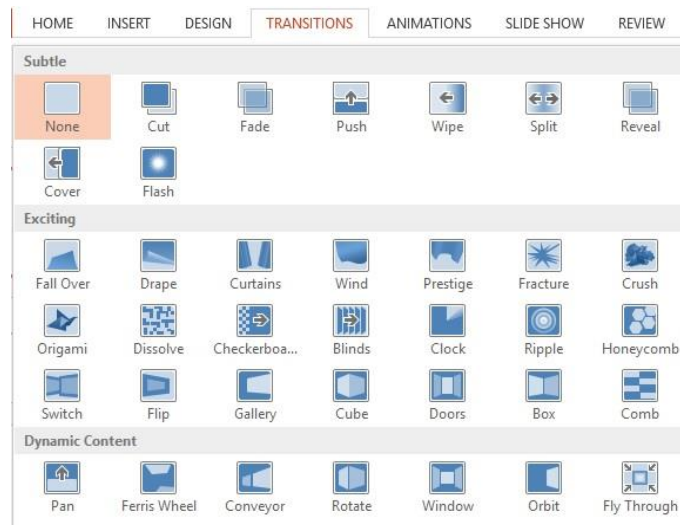 HOME INSERT DESIGN TRANSITIONS ANIMATIONS SLIDE SHOW REVIEW
Subtle
None Cut Fade Push Wipe Split Reveal
Cover Flash
Exciting
Fall Over Drape Curtains Wind Prestige Fracture Crush
Origami Dissolve Checkerboa... Blinds Clock Ripple Honeycomb
Switch Flip Gallery Cube Doors Box Comb
Dynamic Content
Pan Ferris Wheel Conveyor Rotate Window Orbit Fly Through